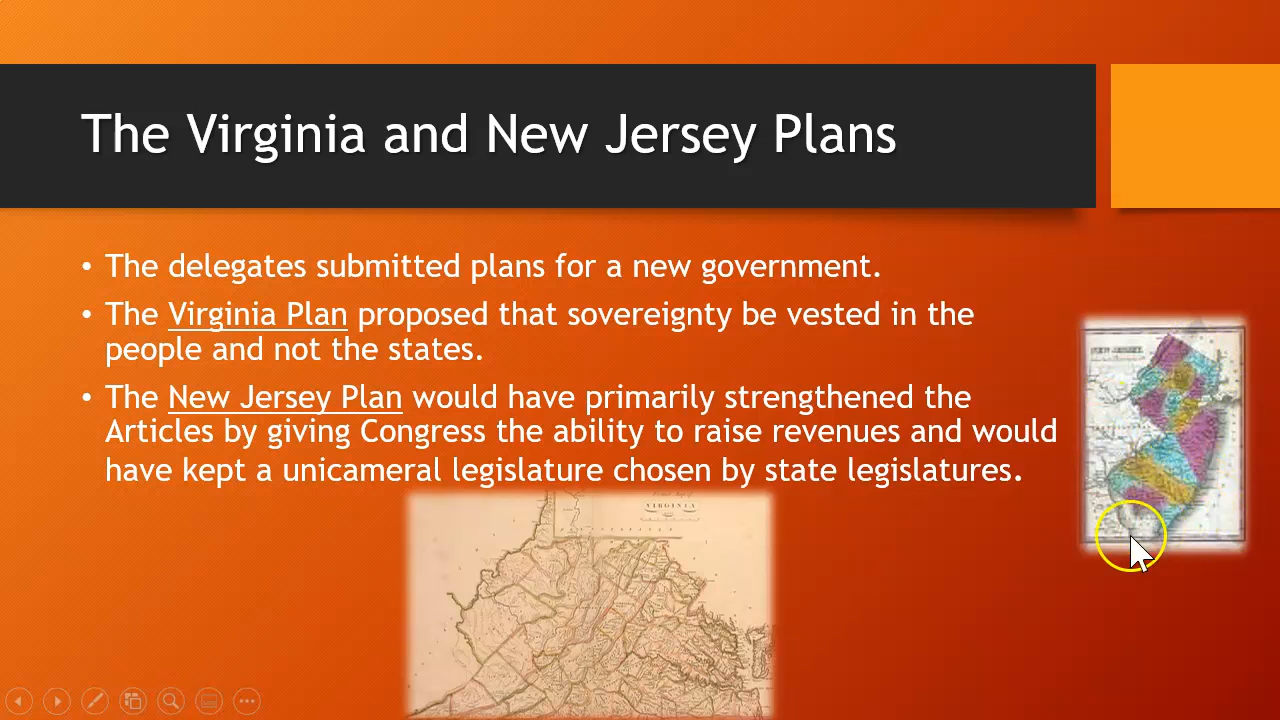 The Virginia and New Jersey Plans
• The delegates submitted plans for a new government.
• The Virginia Plan proposed that sovereignty be vested in the
people and not the states.
• The New Jersey Plan would have primarily strengthened the
Articles by giving Congress the ability to raise revenues and would
have kept a unicameral legislature chosen by state legislatures.
NEW JERSEY
VIRGINIA